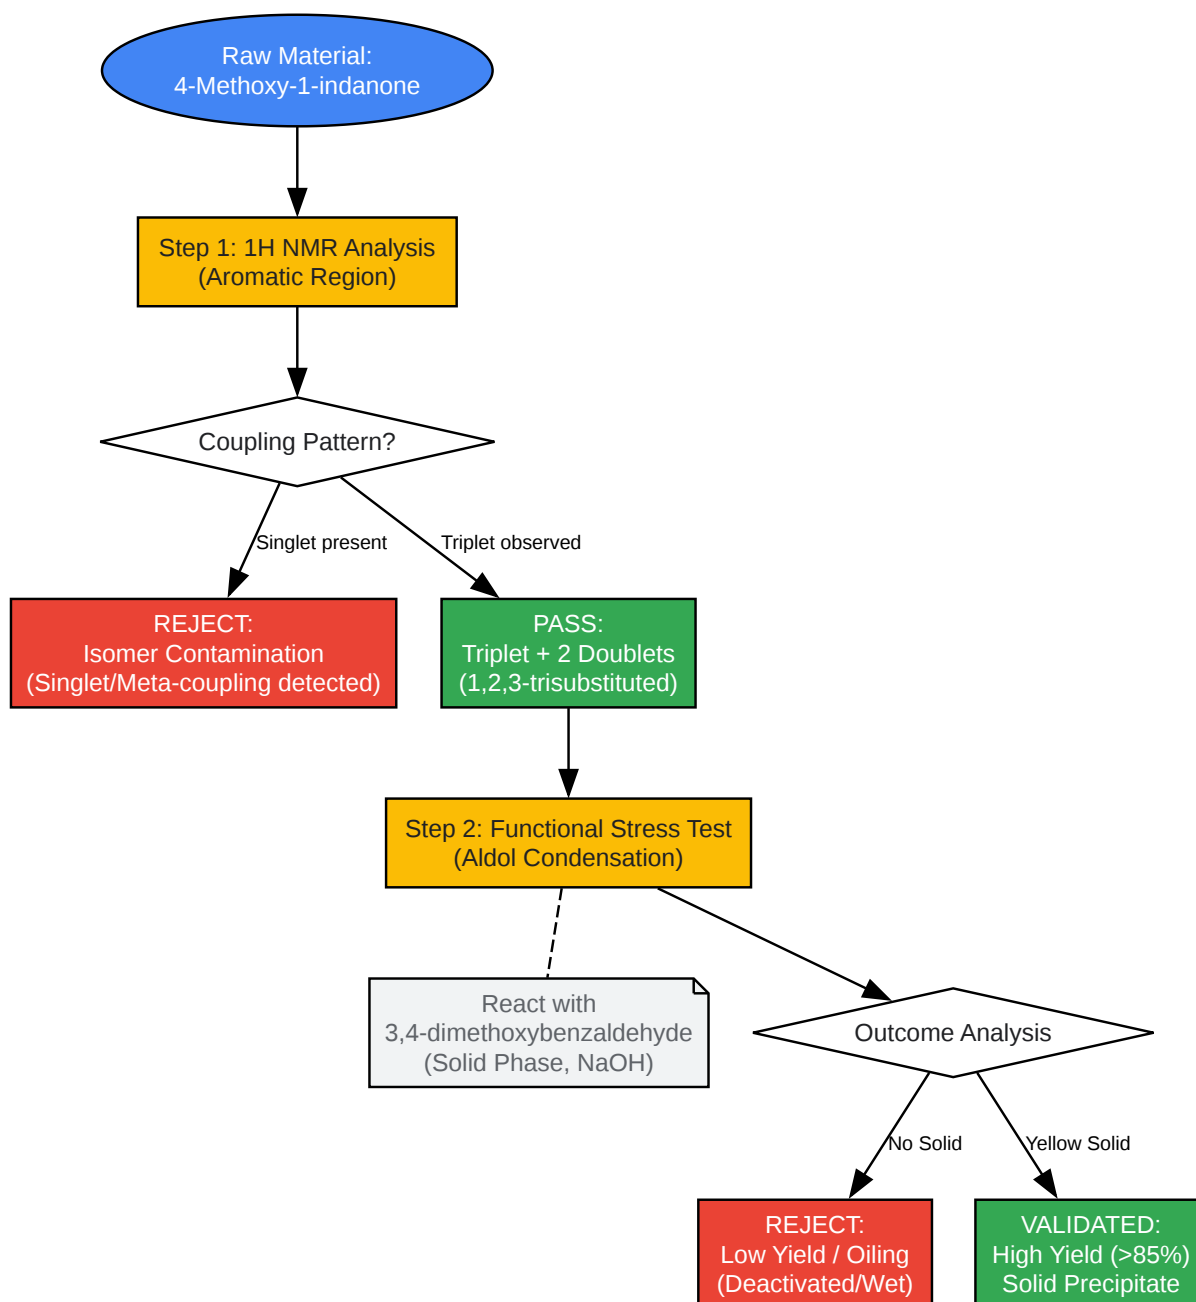 Raw Material:
4-Methoxy-1-indanone
Step 1: 1H NMR Analysis
(Aromatic Region)
Coupling Pattern?
Singlet present
Triplet observed
REJECT:
Isomer Contamination
(Singlet/Meta-coupling detected)
PASS:
Triplet + 2 Doublets
(1,2,3-trisubstituted)
Step 2: Functional Stress Test
(Aldol Condensation)
React with
3,4-dimethoxybenzaldehyde
(Solid Phase, NaOH)
Outcome Analysis
No Solid
Yellow Solid
REJECT:
Low Yield / Oiling
(Deactivated/Wet)
VALIDATED:
High Yield (>85%)
Solid Precipitate